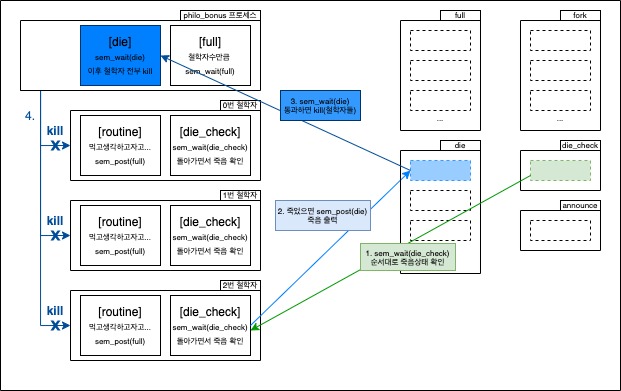 philo_bonus 프로세스
[die]
sem_wait(die)
이후 철학자 전부 kill
[full]
철학자수만큼
sem_wait(full)
full
...
fork
...
4.
3. sem_wait(die)
통과하면 kill(철학자들)
kill
X
0번 철학자
[routine]
먹고생각하고자고...
sem_post(full)
[die_check]
sem_wait(die_check)
돌아가면서 죽음 확인
die
die_check
announce
kill
X
1번 철학자
[routine]
먹고생각하고자고...
sem_post(full)
[die_check]
sem_wait(die_check)
돌아가면서 죽음 확인
2. 죽었으면 sem_post(die)
죽음 출력
1. sem_wait(die_check)
순서대로 죽음상태 확인
kill
X
2번 철학자
[routine]
먹고생각하고자고...
sem_post(full)
[die_check]
sem_wait(die_check)
돌아가면서 죽음 확인